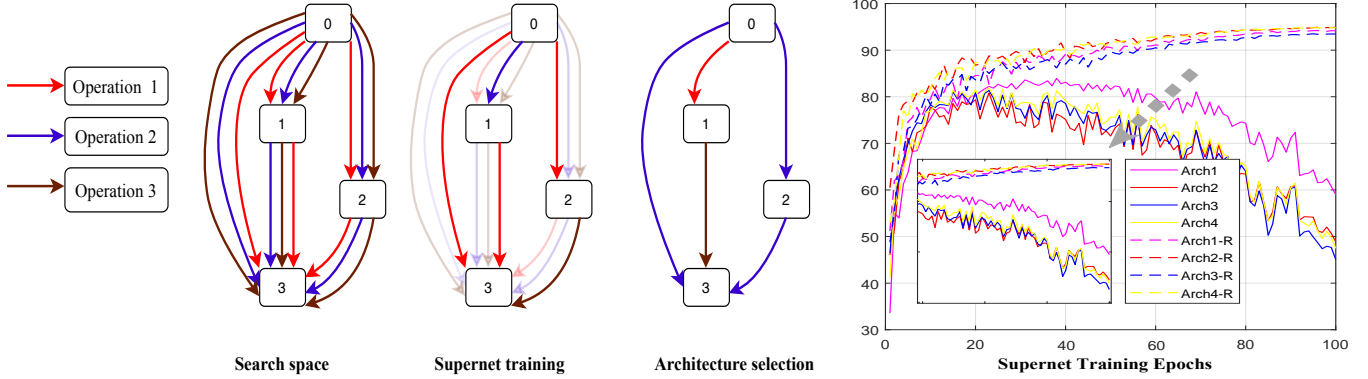 Operation 1
Operation 2
Operation 3
0
1
2
3
Search space
0
1
2
3
Supernet training
0
1
2
3
Architecture selection
100
90
80
70
60
50
40
30
0
20
40
60
80
100
Supernet Training Epochs
Arch1
Arch2
Arch3
Arch4
Arch1-R
Arch2-R
Arch3-R
Arch4-R